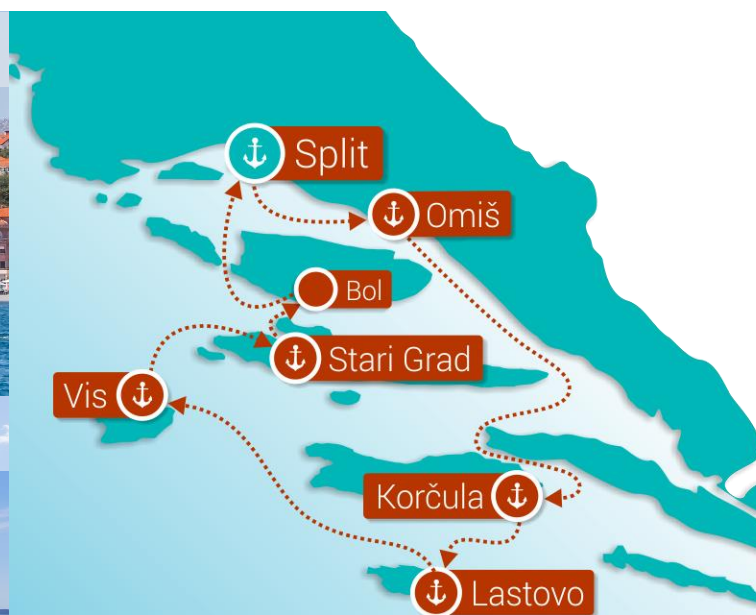 Split
Omiš
Bol
Stari Grad
Vis
Korčula
Lastovo